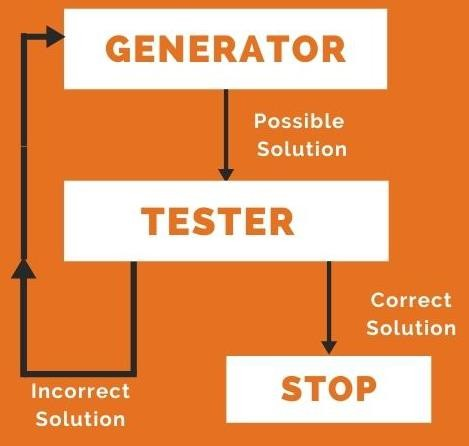 GENERATOR
Possible
Solution
TESTER
Correct
Solution
STOP
Incorrect
Solution